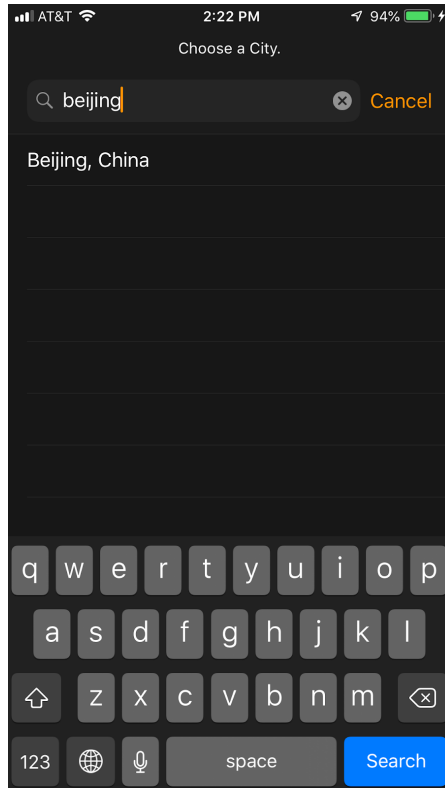 AT&T 2:22 PM 94%
Choose a City.
beijing Cancel
Beijing, China
q w e r t y u i o p
a s d f g h j k l
z x c v b n m
123 space Search